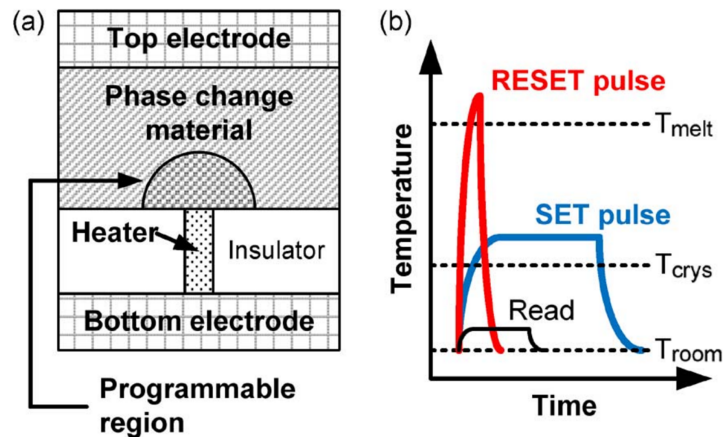 (a)
Top electrode
Phase change
material
Heater
Insulator
Bottom electrode
Programmable
region
(b)
Temperature
RESET pulse
Tmelt
SET pulse
Tcrys
Read
Troom
Time